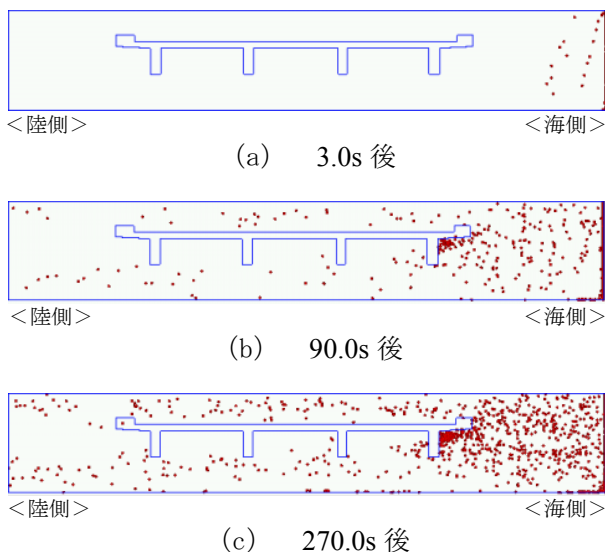 ＜陸側＞ ＜海側＞
(a) 3.0s 後
＜陸側＞ ＜海側＞
(b) 90.0s 後
＜陸側＞ ＜海側＞
(c) 270.0s 後